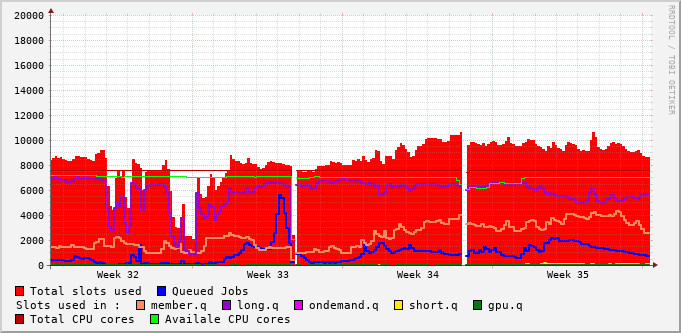 20000
18000
16000
14000
12000
10000
8000
6000
4000
2000
0
Week 32 Week 33 Week 34 Week 35
RRDTOOL / TOBI OETIKER
Total slots used Queued Jobs
Slots used in : member.q long.q ondemand.q short.q gpu.q
Total CPU cores Availale CPU cores